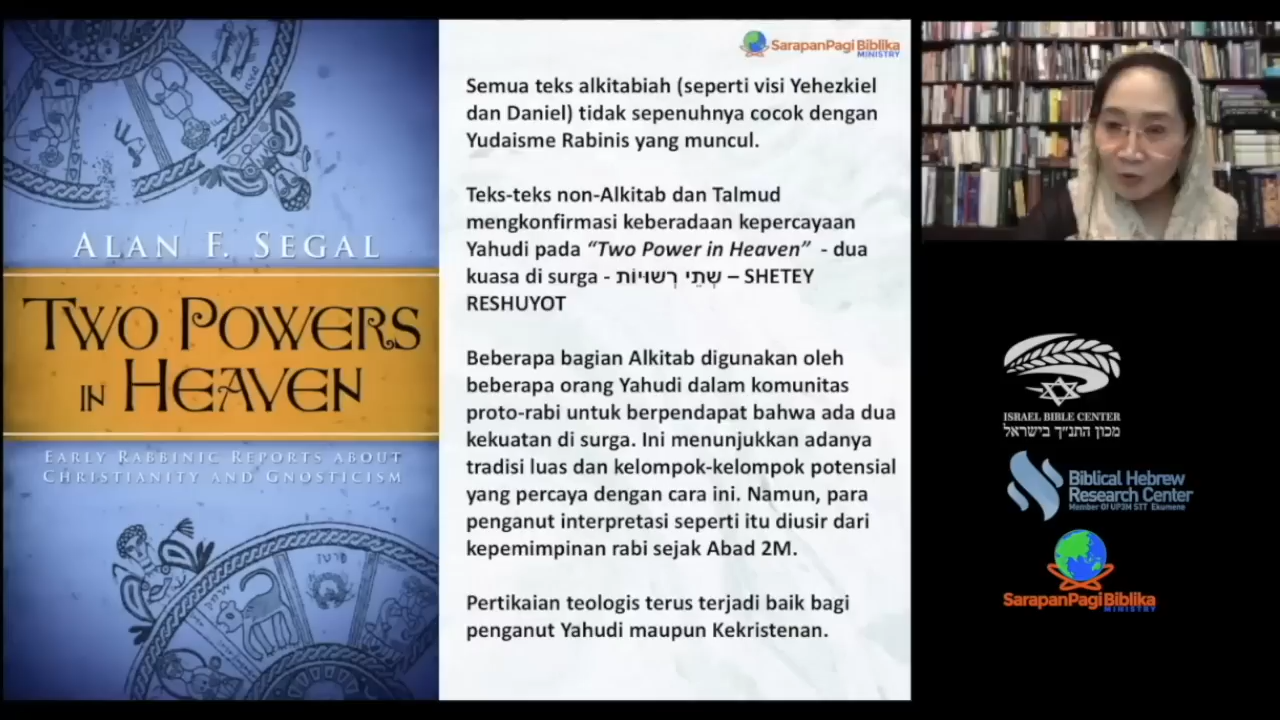 ALAN F. SEGAL
TWO POWERS
IN HEAVEN
EARLY RABBINIC REPORTS ABOUT
CHRISTIANITY AND GNOSTICISM
SarapanPagi Biblika
MINISTRY
Semua teks alkitabiah (seperti visi Yehezkiel
dan Daniel) tidak sepenuhnya cocok dengan
Yudaisme Rabinis yang muncul.
Teks-teks non-Alkitab dan Talmud
mengkonfirmasi keberadaan kepercayaan
Yahudi pada “Two Power in Heaven” - dua
kuasa di surga - שְׁתֵי רְשׁוּיוֹת – SHETEY
RESHUYOT
Beberapa bagian Alkitab digunakan oleh
beberapa orang Yahudi dalam komunitas
proto-rabi untuk berpendapat bahwa ada dua
kekuatan di surga. Ini menunjukkan adanya
tradisi luas dan kelompok-kelompok potensial
yang percaya dengan cara ini. Namun, para
penganut interpretasi seperti itu diusir dari
kepemimpinan rabi sejak Abad 2M.
Pertikaian teologis terus terjadi baik bagi
penganut Yahudi maupun Kekristenan.
ISRAEL BIBLE CENTER
מכון התנ״ך בישראל
Biblical Hebrew
Research Center
Member Of UP3M STT Ekumene
SarapanPagi Biblika
MINISTRY